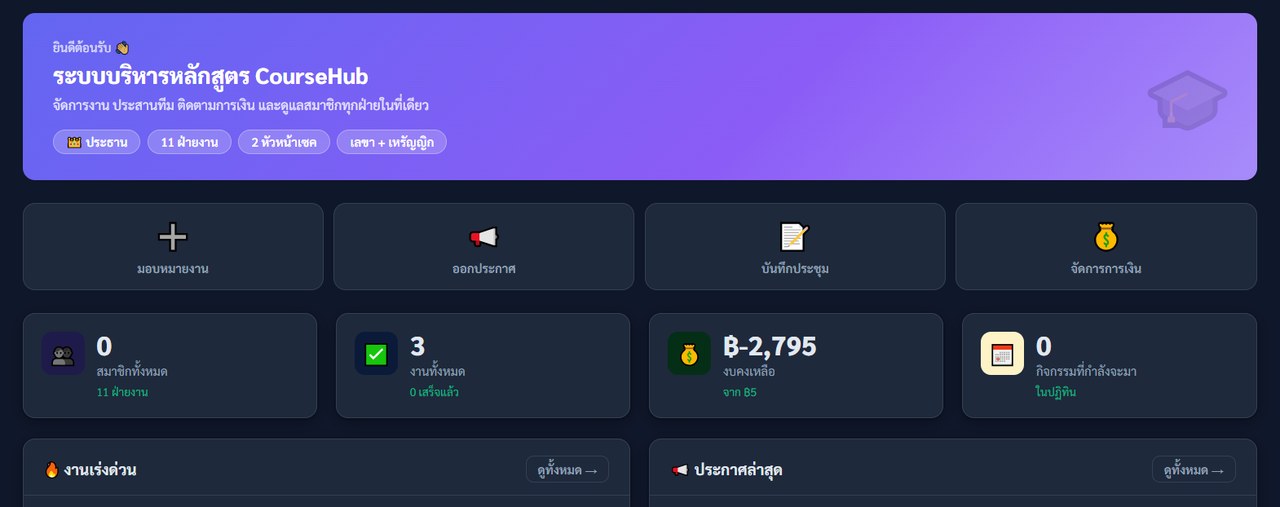 ยินดีต้อนรับ 👋
ระบบบริหารหลักสูตร CourseHub
จัดการงาน ประสานทีม ติดตามการเงิน และดูแลสมาชิกทุกฝ่ายในที่เดียว
👑 ประธาน 11 ฝ่ายงาน 2 หัวหน้าเซค เลขา + เหรัญญิก
มอบหมายงาน ออกประกาศ บันทึกประชุม จัดการการเงิน
0 3 ฿-2,795 0
สมาชิกทั้งหมด งานทั้งหมด งบคงเหลือ กิจกรรมที่กำลังจะมา
11 ฝ่ายงาน 0 เสร็จแล้ว จาก ฿5 ในปฏิทิน
🔥 งานเร่งด่วน ดูทั้งหมด → 📢 ประกาศล่าสุด ดูทั้งหมด →